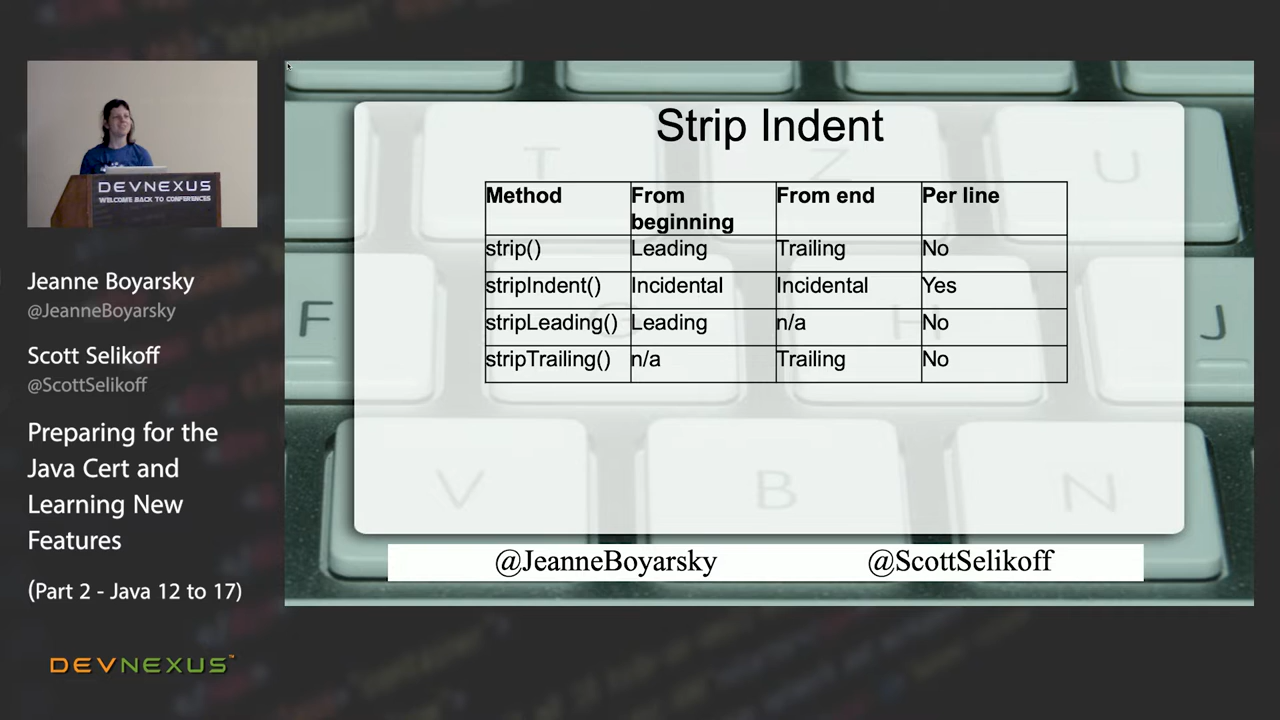 DEVNEXUS
WELCOME BACK TO CONFERENCES
Jeanne Boyarsky
@JeanneBoyarsky
Scott Selikoff
@ScottSelikoff
Preparing for the
Java Cert and
Learning New
Features
(Part 2 - Java 12 to 17)
DEVNEXUS™
Strip Indent
Method From beginning From end Per line
strip() Leading Trailing No
stripIndent() Incidental Incidental Yes
stripLeading() Leading n/a No
stripTrailing() n/a Trailing No
T Z U
F G H J
V B N
@JeanneBoyarsky @ScottSelikoff